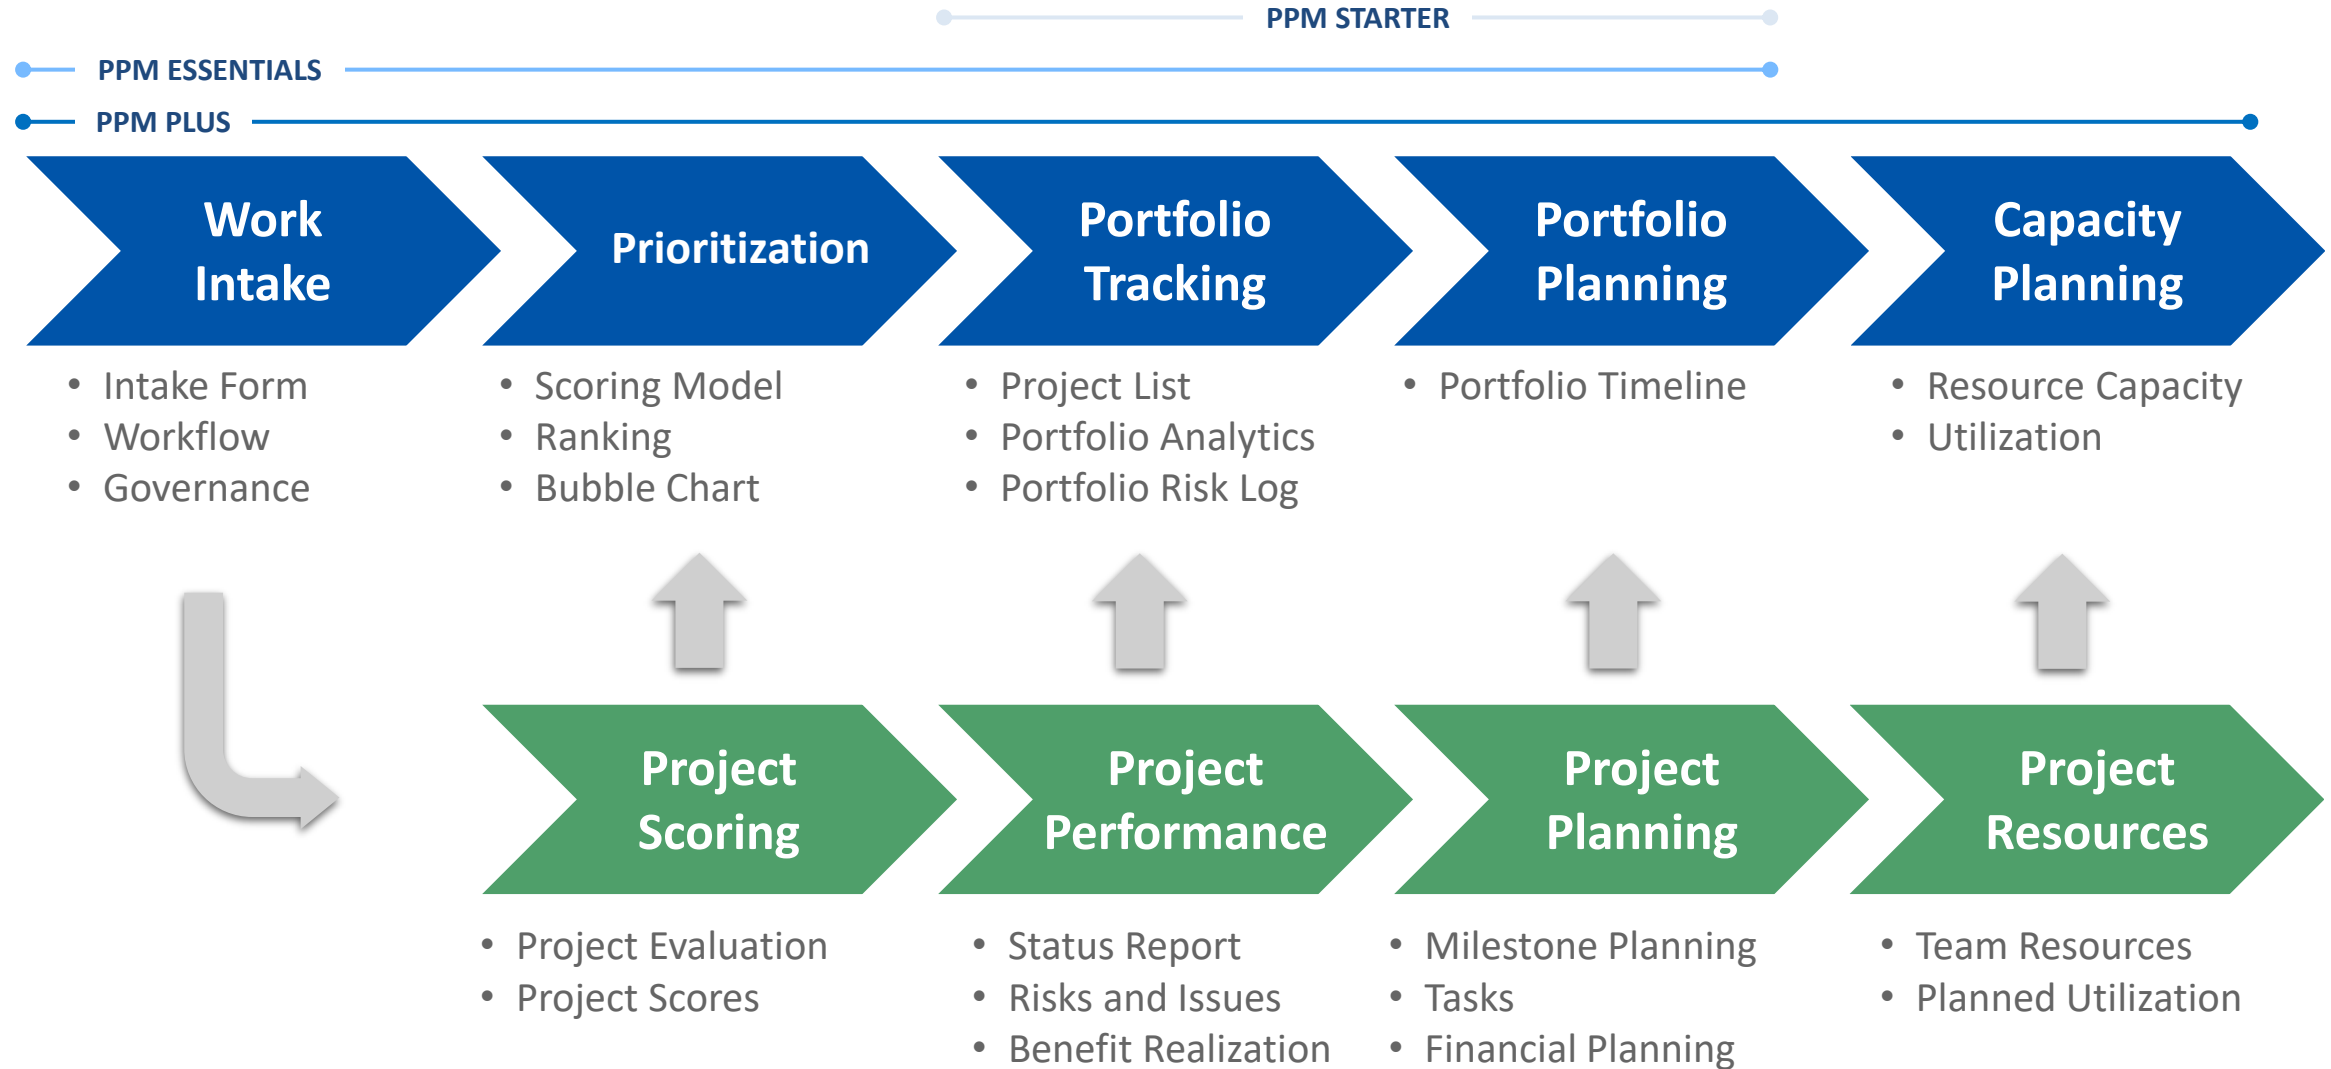 PPM STARTER
PPM ESSENTIALS
PPM PLUS
Work
Intake
Prioritization
Portfolio
Tracking
Portfolio
Planning
Capacity
Planning
• Intake Form
• Workflow
• Governance
• Scoring Model
• Ranking
• Bubble Chart
• Project List
• Portfolio Analytics
• Portfolio Risk Log
• Portfolio Timeline
• Resource Capacity
• Utilization
Project
Scoring
Project
Performance
Project
Planning
Project
Resources
• Project Evaluation
• Project Scores
• Status Report
• Risks and Issues
• Benefit Realization
• Milestone Planning
• Tasks
• Financial Planning
• Team Resources
• Planned Utilization